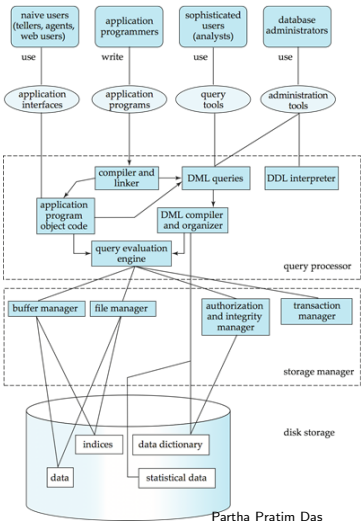 naive users
(tellers, agents,
web users)
application
programmers
sophisticated
users
(analysts)
database
administrators
use
write
use
use
application
interfaces
application
programs
query
tools
administration
tools
compiler and
linker
DML queries
DDL interpreter
application
program
object code
DML compiler
and organizer
query evaluation
engine
query processor
buffer manager
file manager
authorization
and integrity
manager
transaction
manager
storage manager
disk storage
indices
data dictionary
data
statistical data
Partha Pratim Das